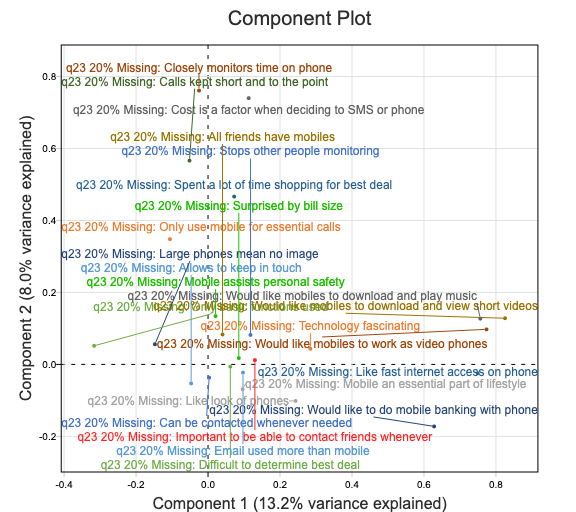 Component Plot
q23 20% Missing: Closely monitors time on phone
q23 20% Missing: Calls kept short and to the point
q23 20% Missing: Cost is a factor when deciding to SMS or phone
q23 20% Missing: All friends have mobiles
q23 20% Missing: Stops other people monitoring
q23 20% Missing: Spent a lot of time shopping for best deal
q23 20% Missing: Surprised by bill size
q23 20% Missing: Only use mobile for essential calls
q23 20% Missing: Large phones mean no image
q23 20% Missing: Allows to keep in touch
q23 20% Missing: Mobile assists personal safety
q23 20% Missing: Would like mobiles to download and play music
q23 20% Missing: Would like mobiles to download and view short videos
q23 20% Missing: Only basic functions used
q23 20% Missing: Technology fascinating
q23 20% Missing: Would like mobiles to work as video phones
q23 20% Missing: Like fast internet access on phone
q23 20% Missing: Mobile an essential part of lifestyle
q23 20% Missing: Like look of phones
q23 20% Missing: Would like to do mobile banking with phone
q23 20% Missing: Can be contacted whenever needed
q23 20% Missing: Important to be able to contact friends whenever
q23 20% Missing: Email used more than mobile
q23 20% Missing: Difficult to determine best deal
0.8
0.6
0.4
0.2
0.0
-0.2
-0.4
-0.2
0.0
0.2
0.4
0.6
0.8
Component 2 (8.0% variance explained)
Component 1 (13.2% variance explained)